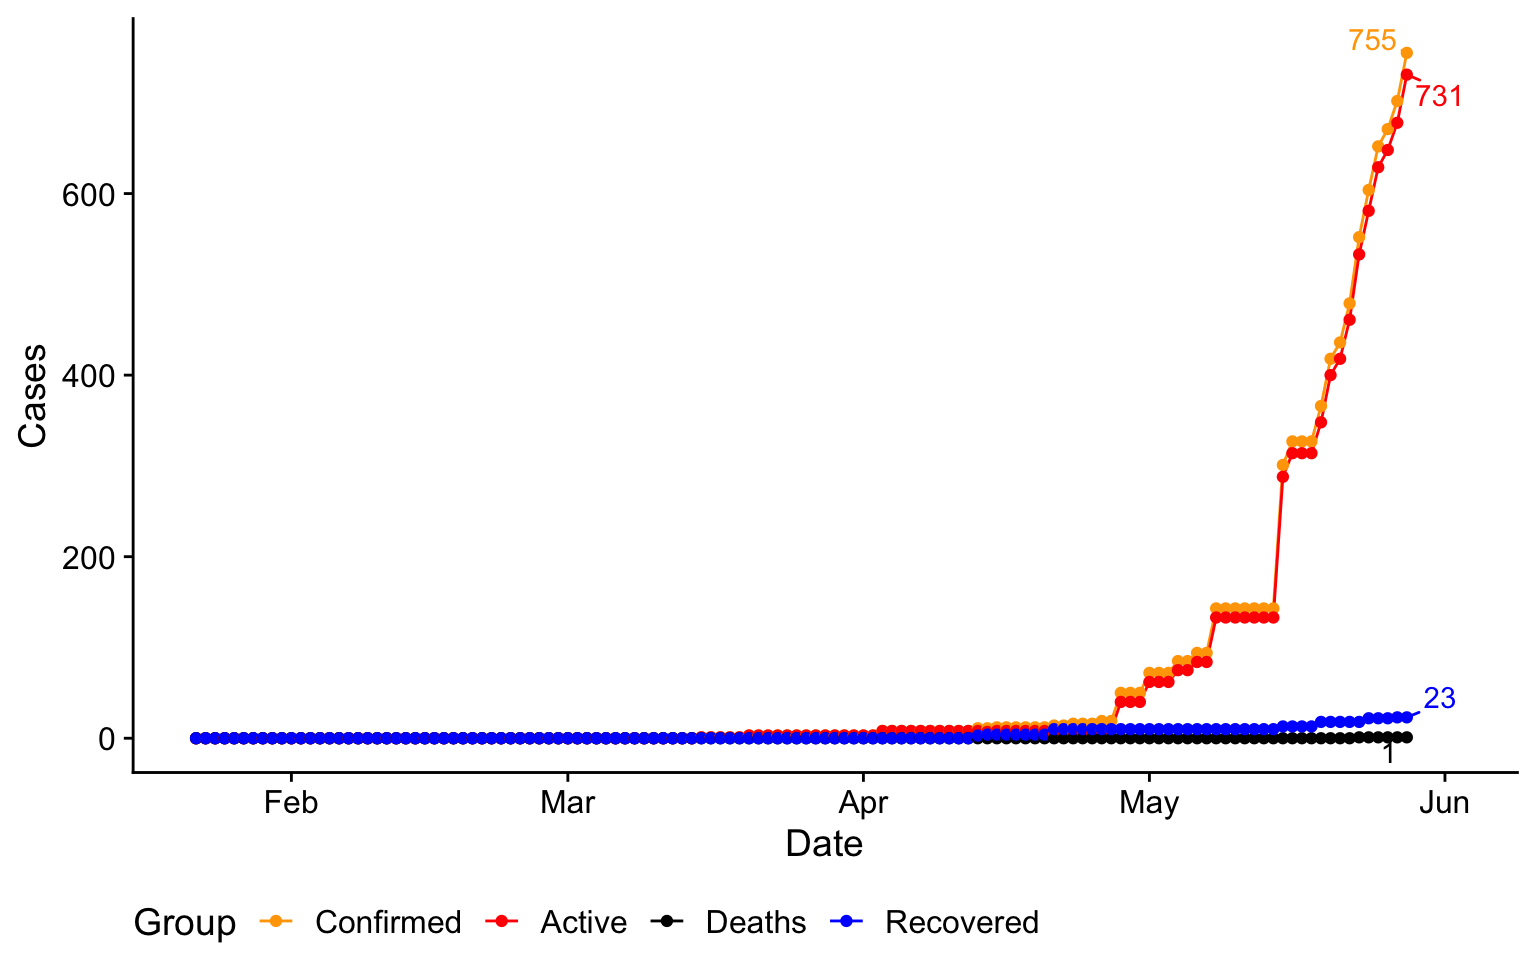 755
731
600
400
200
0
23
1
Cases
Feb Mar Apr May Jun
Date
Group Confirmed Active Deaths Recovered